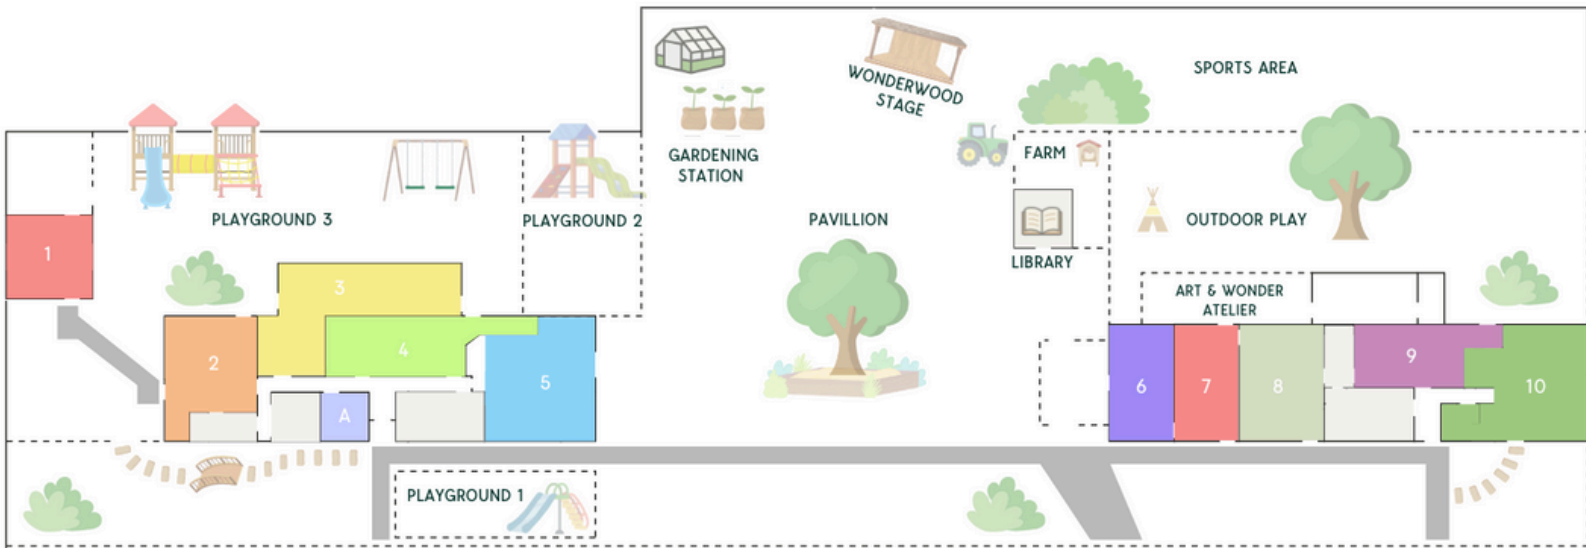 SPORTS AREA
WONDERWOOD
STAGE
GARDENING
STATION
FARM
PLAYGROUND 3
PLAYGROUND 2
PAVILLION
OUTDOOR PLAY
LIBRARY
1
3
ART & WONDER
ATELIER
2
4
5
6
7
8
9
10
A
PLAYGROUND 1